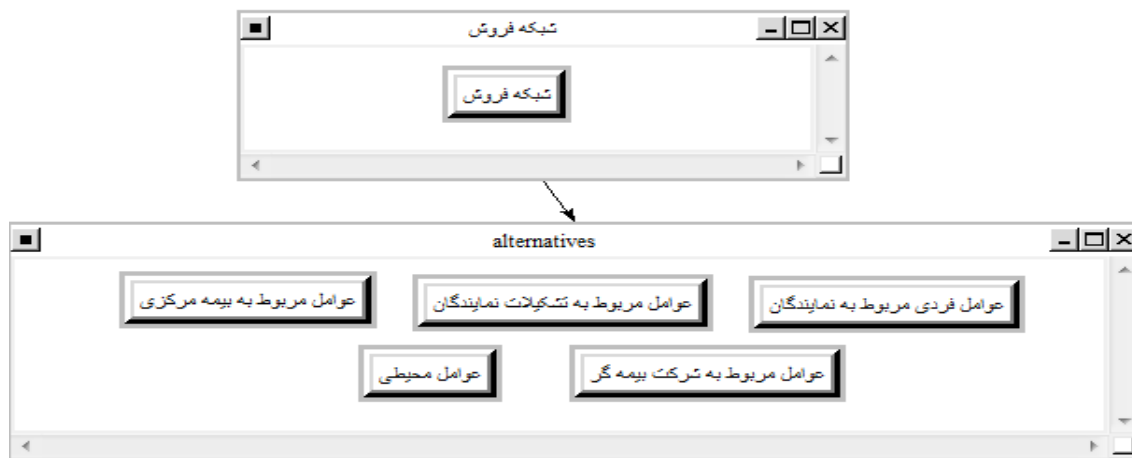 شبکه فروش
شبکه فروش
alternatives
عوامل فردی مربوط به نمایندگان
عوامل مربوط به تشکیلات نمایندگان
عوامل مربوط به بیمه مرکزی
عوامل مربوط به شرکت بیمه گر
عوامل محیطی